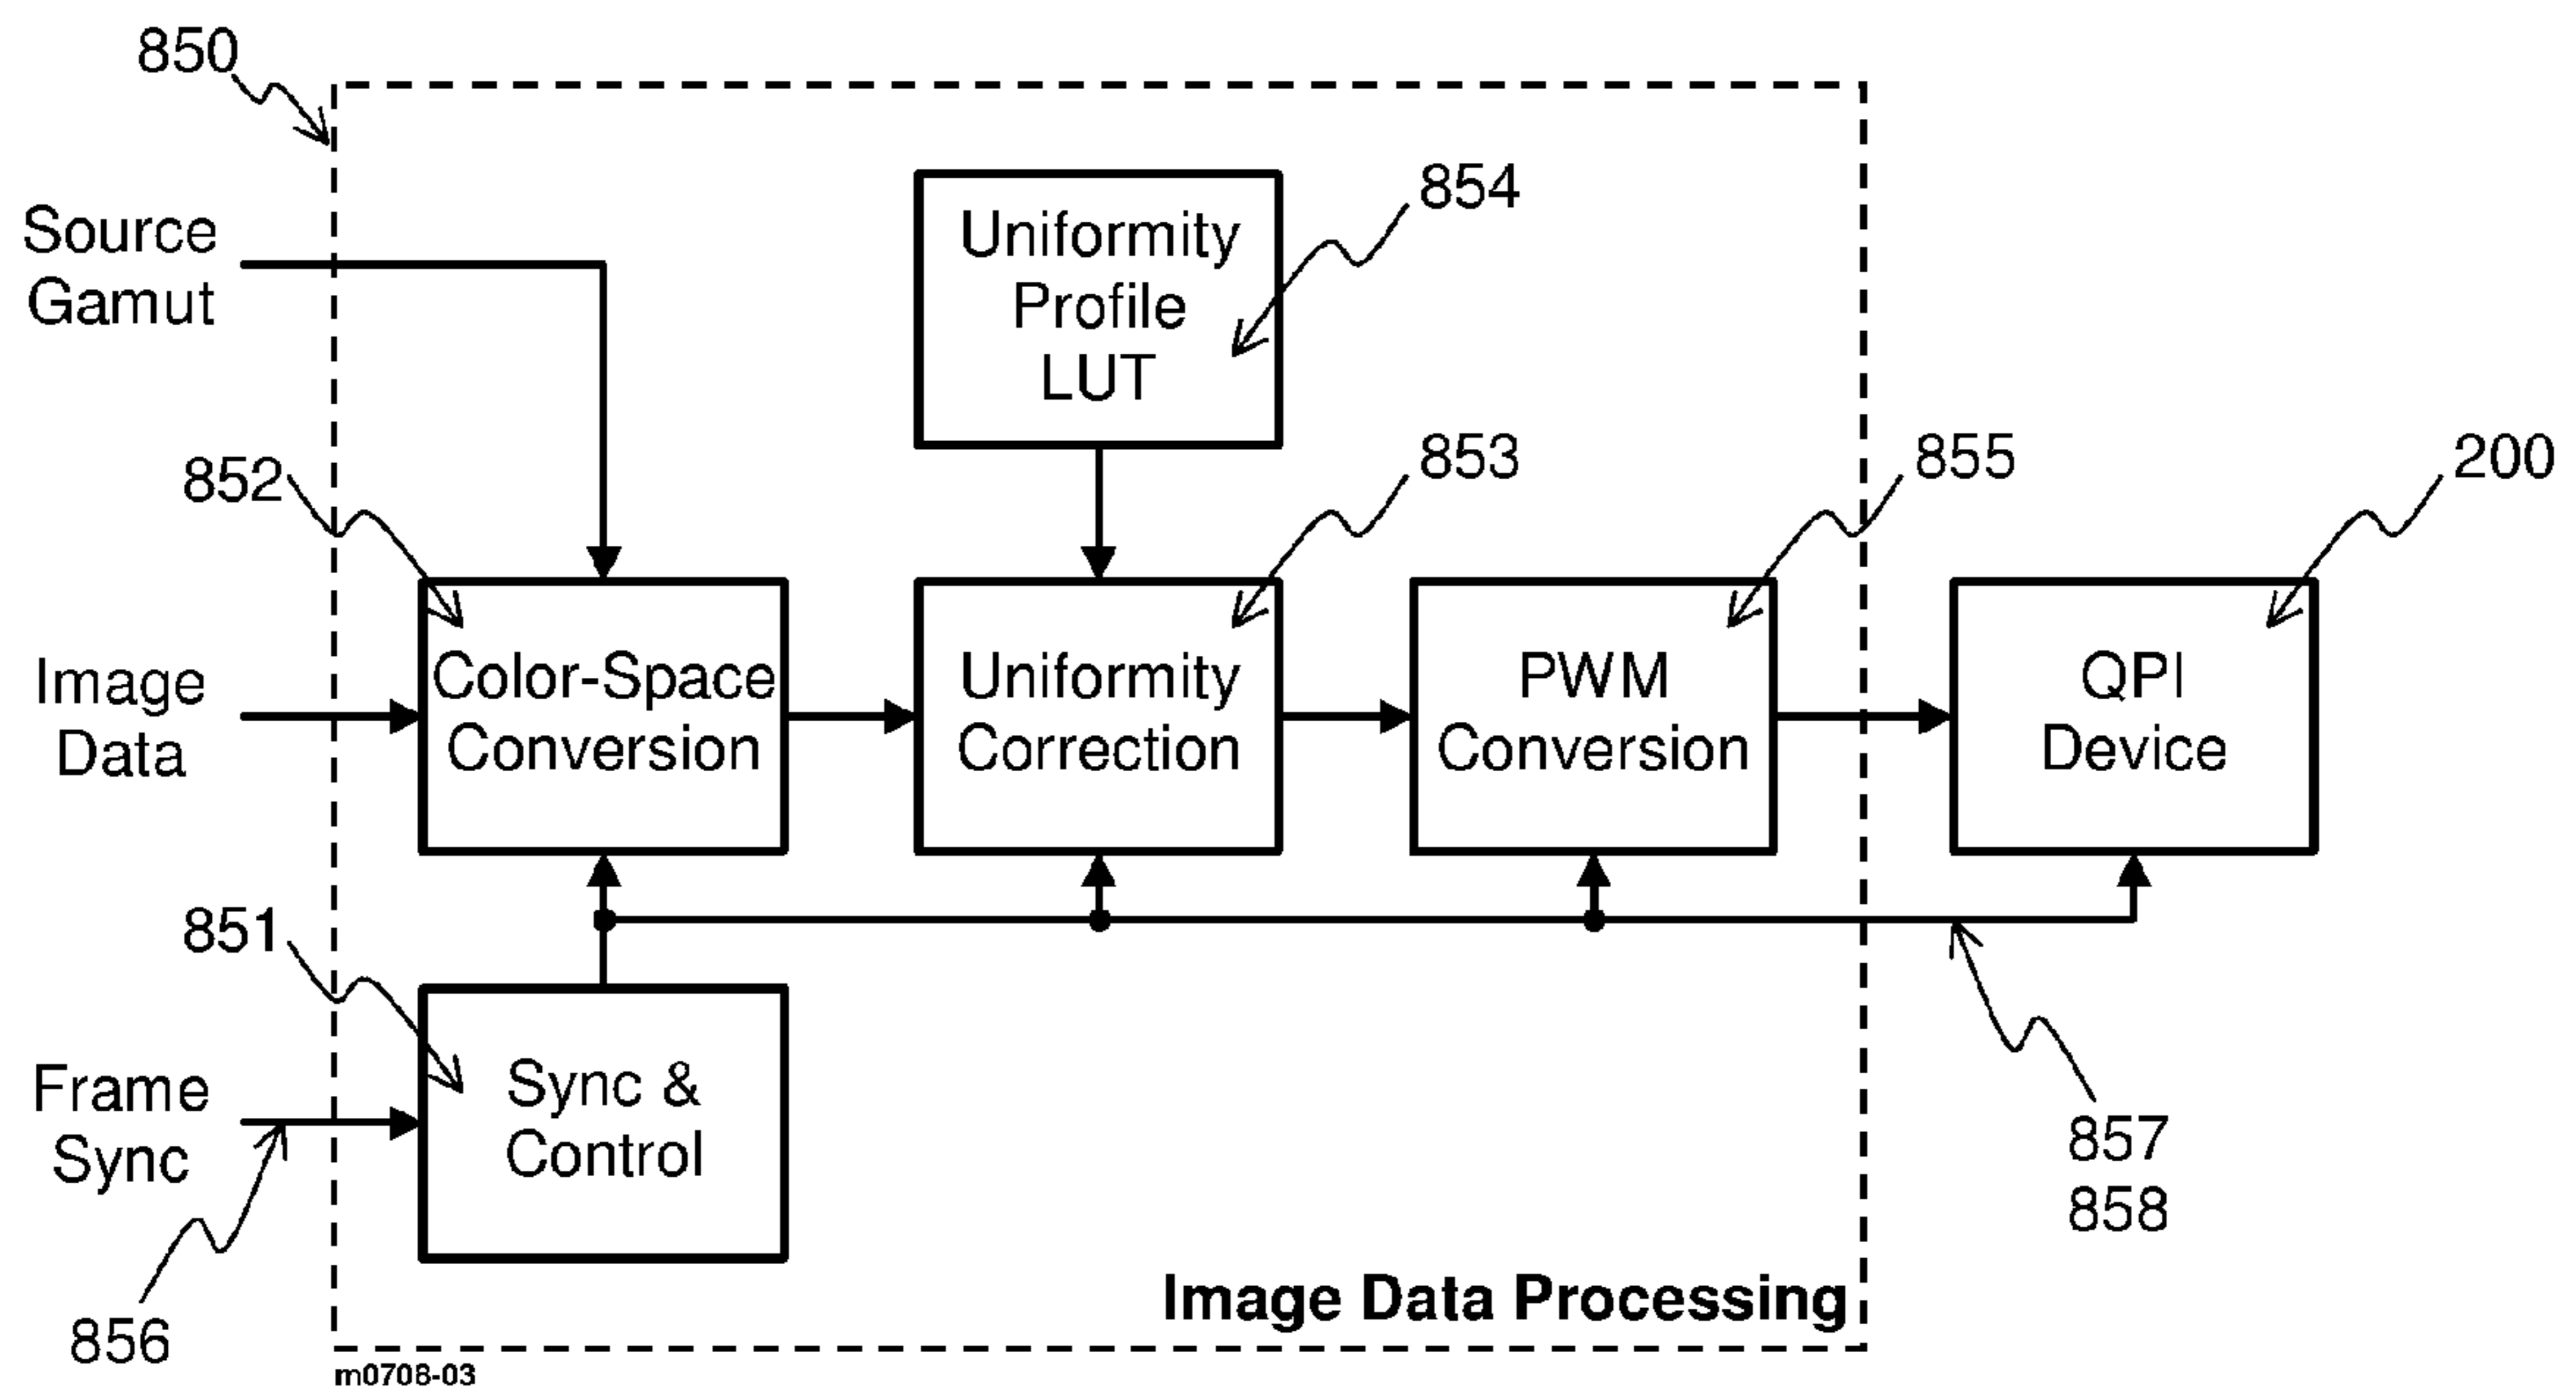 850
Source
Gamut
Uniformity
Profile
LUT
854
852
853
855
200
Image
Data
Color-Space
Conversion
Uniformity
Correction
PWM
Conversion
QPI
Device
851
Frame
Sync
Sync &
Control
857
858
856
Image Data Processing
m0708-03